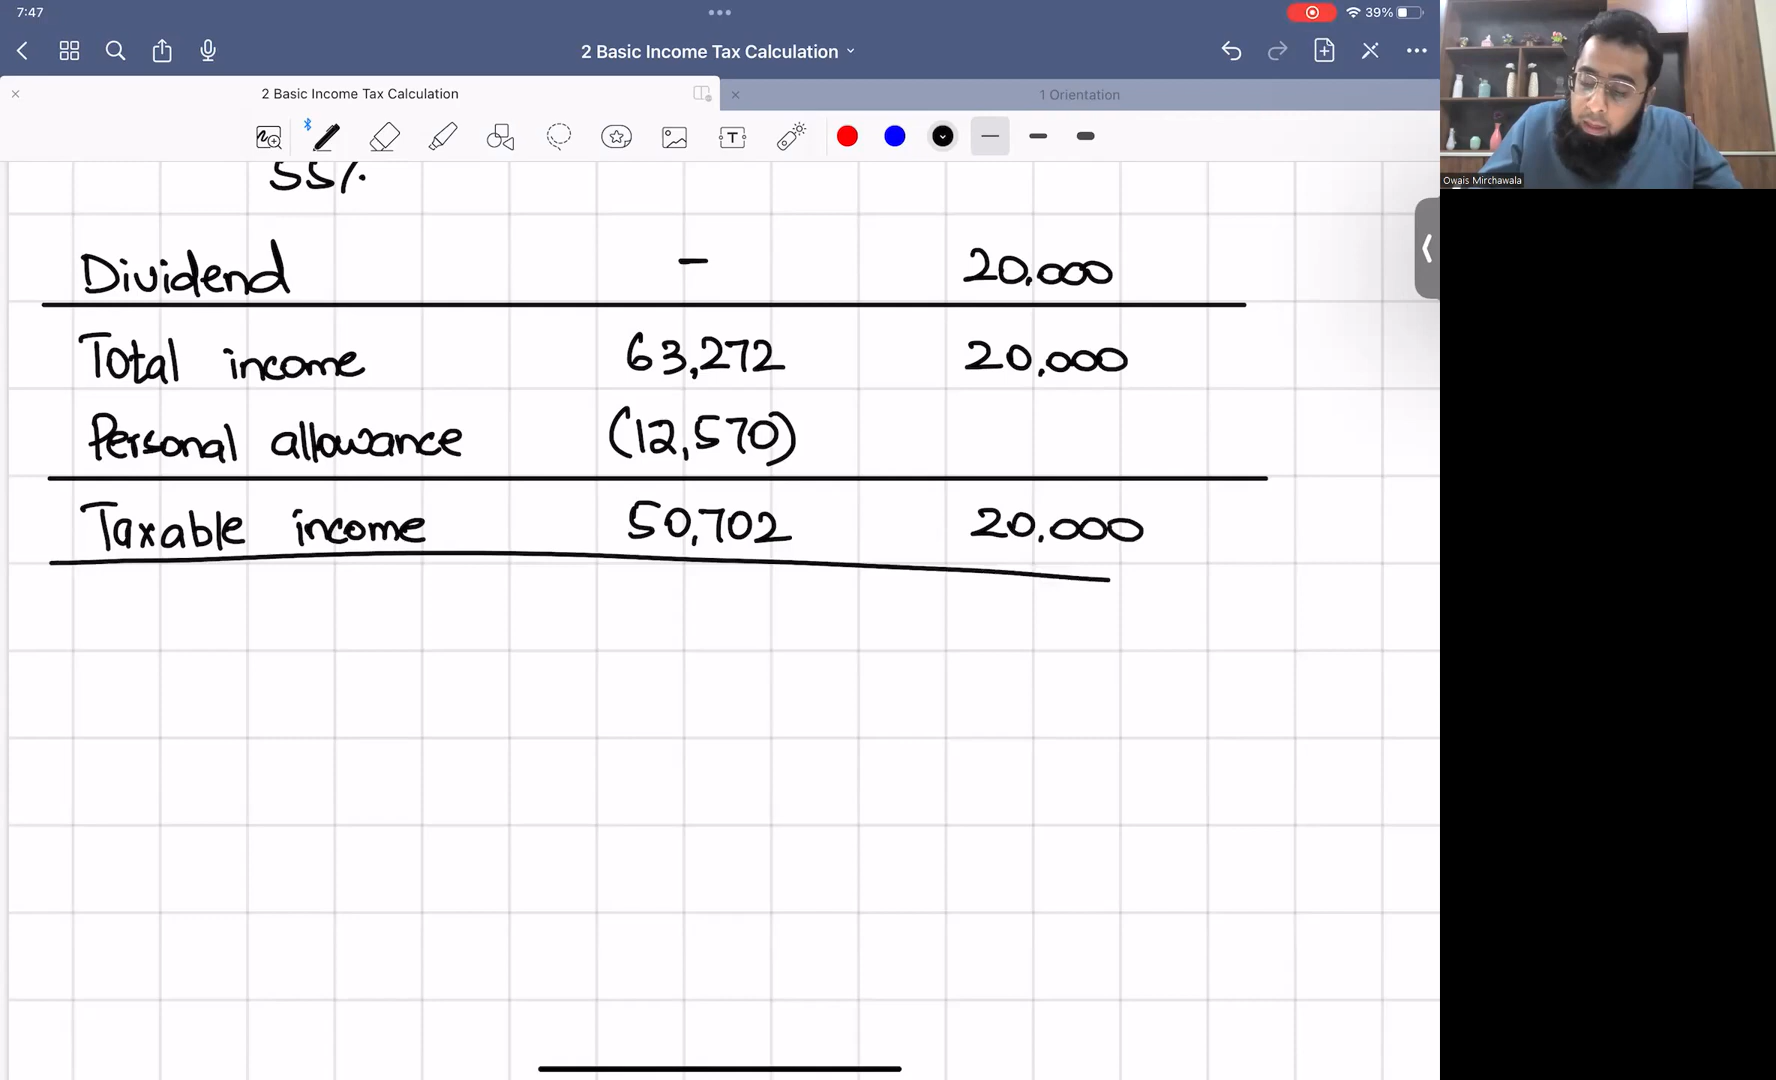 7:47
39%
2 Basic Income Tax Calculation
2 Basic Income Tax Calculation
1 Orientation
T
Owais Mirchawala
55%
Dividend - 20,000
Total income 63,272 20,000
Personal allowance (12,570)
Taxable income 50,702 20,000